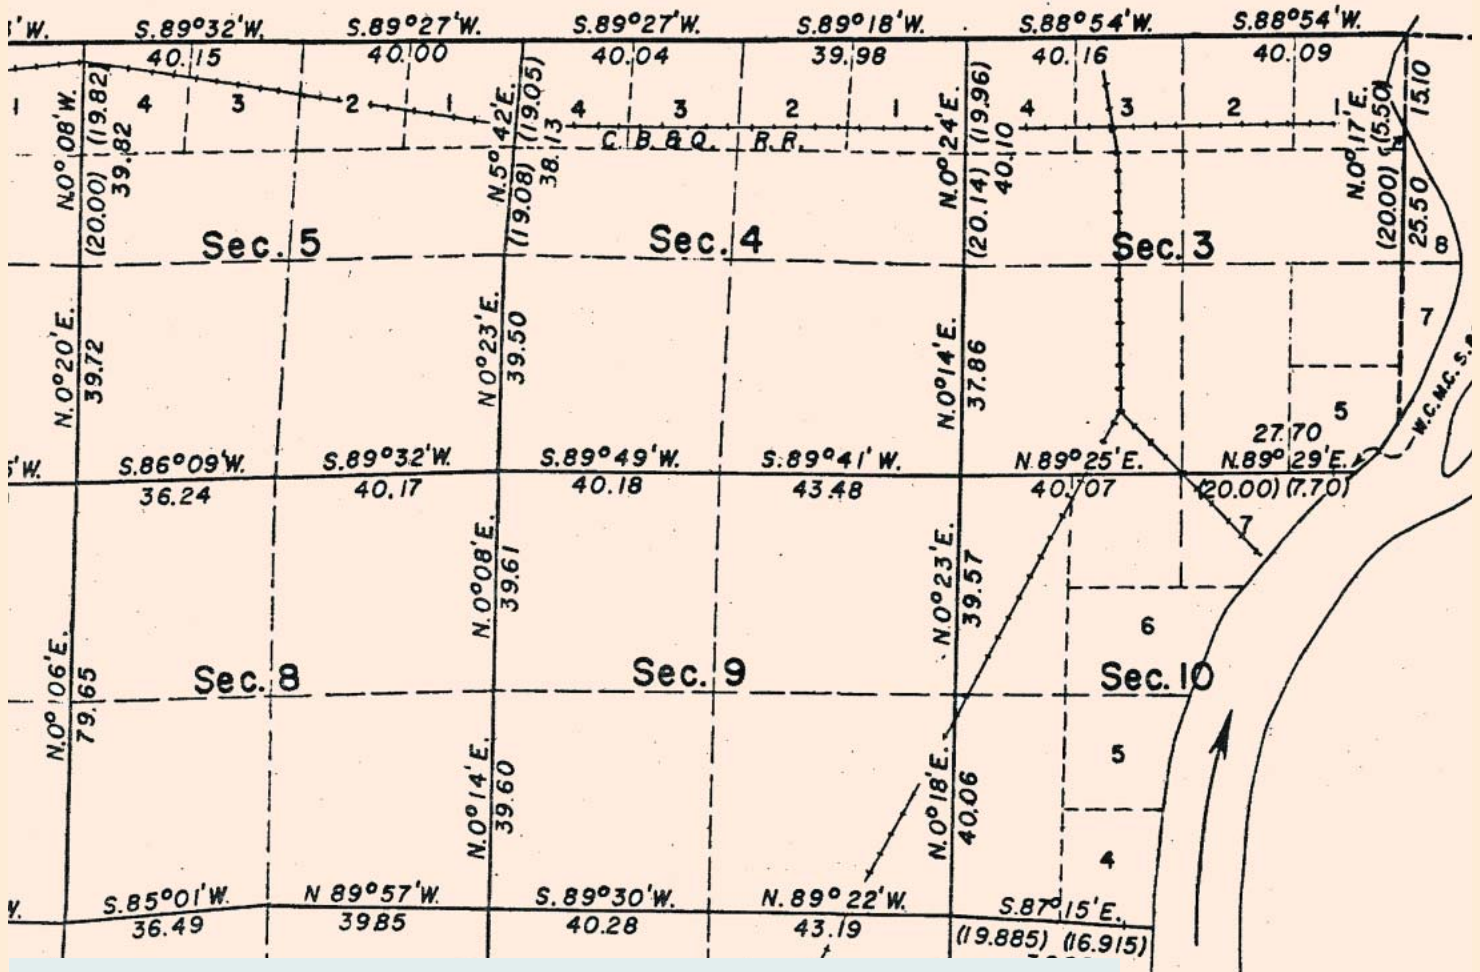 'W. S.89°32'W. S.89°27'W. S.89°27'W. S.89°18'W. S.88°54'W. S.88°54'W.
40.15 40.00 40.04 39.98 40.16 40.09
N.0°08'W.
(20.00) (19.82)
39.82
4 3 2 1
N.5°42'E.
(19.08) (19.05)
38.13
4 3 2 1
C. B. & Q. R. R.
N.0°24'E.
(20.14) (19.96)
40.10
4 3 2 1
N.0°17'E.
(20.00) (5.50)
25.50 15.10
Sec. 5 Sec. 4 Sec. 3
8
7
5
N.0°20'E.
39.72
N0°23'E.
39.50
N.0°14'E.
37.86
W.C.M.C. S.
27.70
'W. S.86°09'W. S.89°32'W. S.89°49'W. S.89°41'W. N.89°25'E. N.89°29'E.
36.24 40.17 40.18 43.48 40.07 (20.00) (7.70)
7
N.0°08'E.
39.61
N.0°23'E.
39.57
6
N.0°106'E.
79.65
Sec. 8 Sec. 9 Sec. 10
5
N.0°14'E.
39.60
N.0°18'E.
40.06
4
W. S.85°01'W. N 89°57'W. S.89°30'W. N.89°22'W. S.87°15'E.
36.49 39.85 40.28 43.19 (19.885) (16.915)